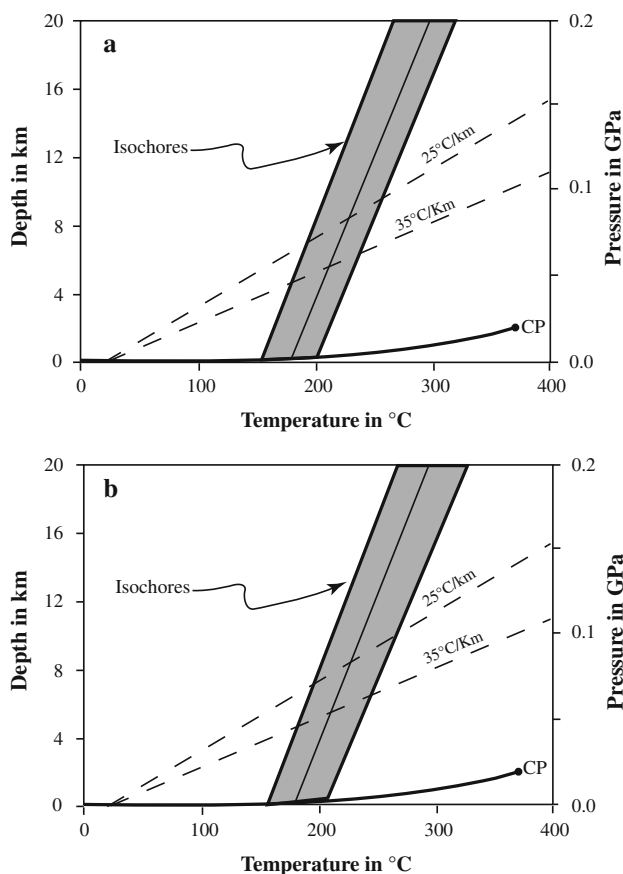 a
20
16
12
8
4
0
Depth in km
Isochores
25°C/km
35°C/Km
CP
0.2
0.1
0.0
Pressure in GPa
100
200
300
400
Temperature in °C
b
20
16
12
8
4
0
Depth in km
Isochores
25°C/km
35°C/Km
CP
0.2
0.1
0.0
Pressure in GPa
0
100
200
300
400
Temperature in °C